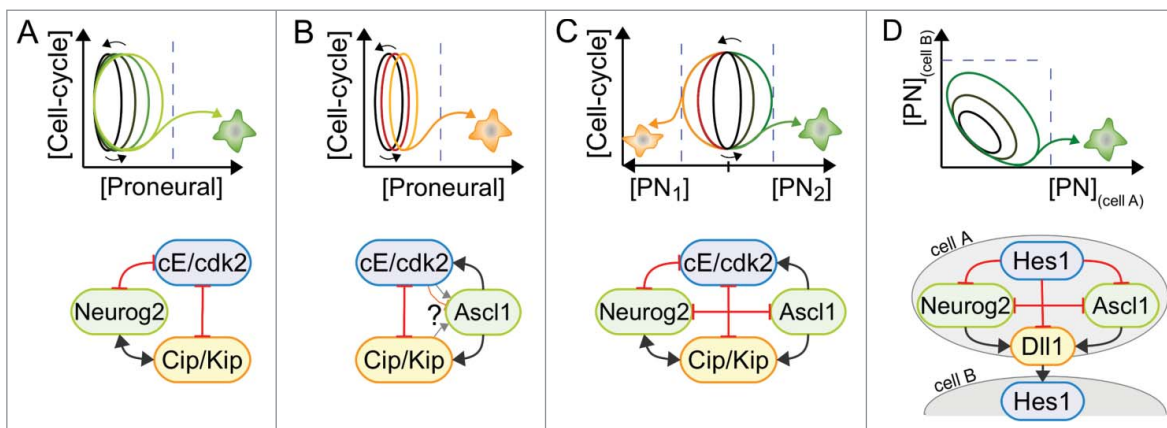 A
[Cell-cycle]
[Proneural]
cE/cdk2
Neurog2
Cip/Kip
B
[Cell-cycle]
[Proneural]
cE/cdk2
?
Ascl1
Cip/Kip
C
[Cell-cycle]
[PN1]
[PN2]
cE/cdk2
Neurog2
Ascl1
Cip/Kip
D
[PN](cell B)
[PN](cell A)
cell A
Hes1
Neurog2
Ascl1
Dll1
cell B
Hes1